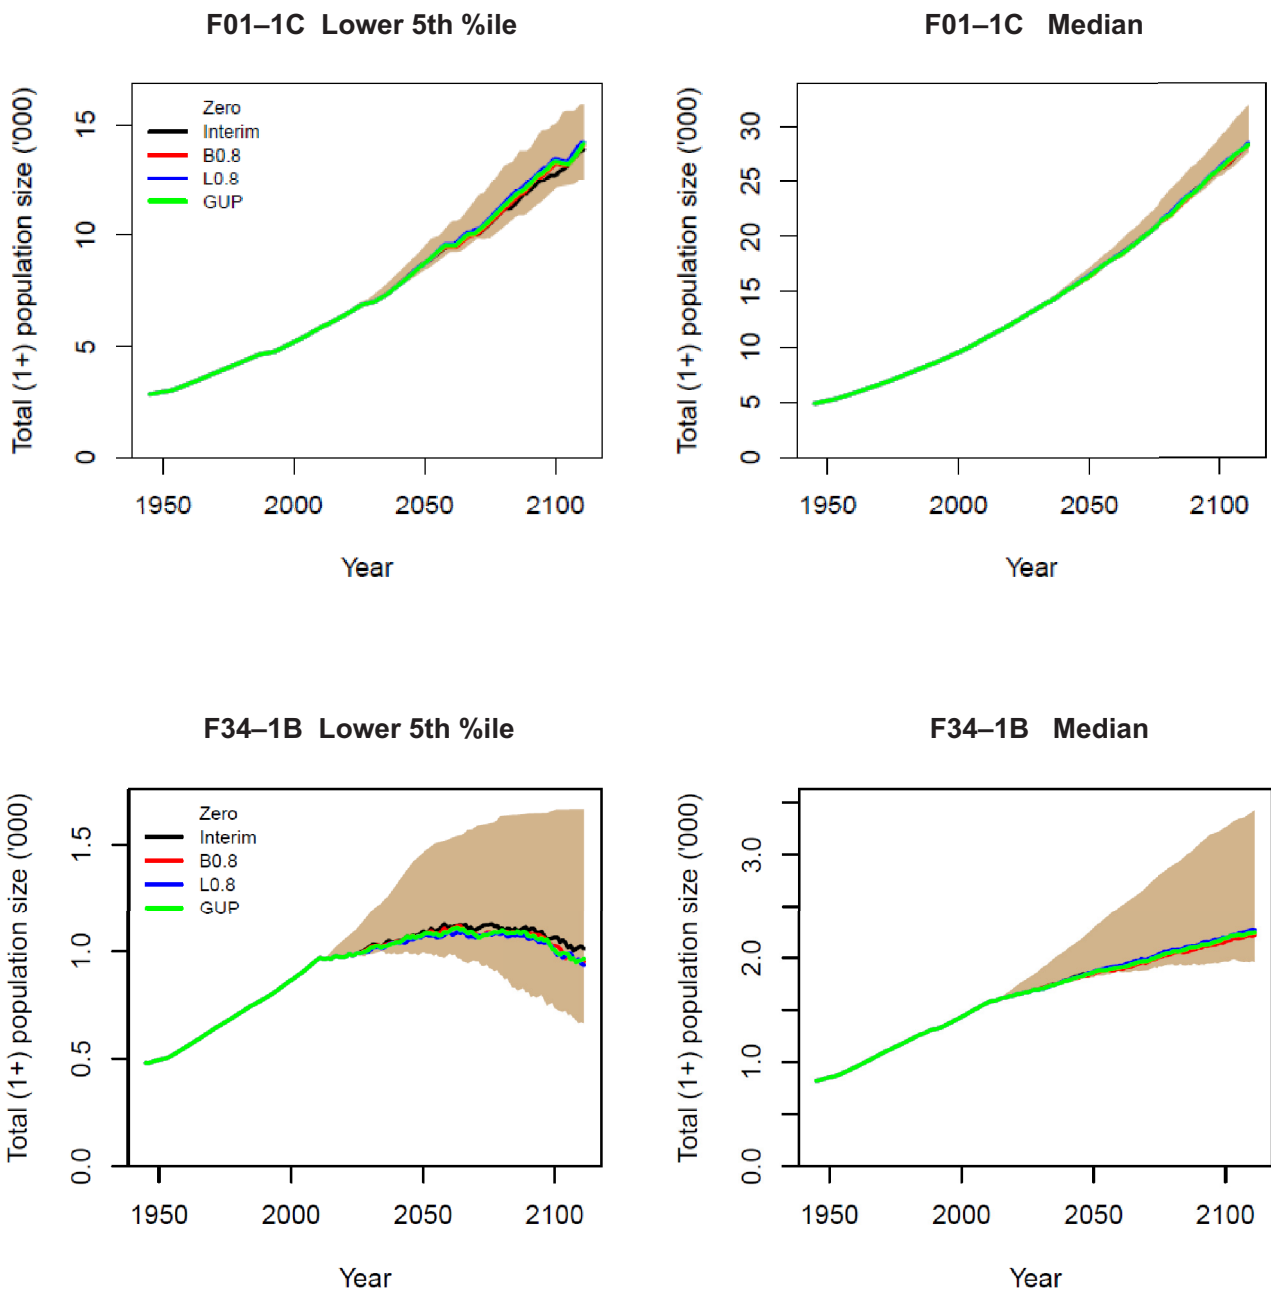 F01–1C Lower 5th %ile
Total (1+) population size ('000)
15
10
5
0
Zero
Interim
B0.8
L0.8
GUP
1950 2000 2050 2100
Year
F01–1C Median
Total (1+) population size ('000)
30
25
20
15
10
5
0
1950 2000 2050 2100
Year
F34–1B Lower 5th %ile
Total (1+) population size ('000)
1.5
1.0
0.5
0.0
Zero
Interim
B0.8
L0.8
GUP
1950 2000 2050 2100
Year
F34–1B Median
Total (1+) population size ('000)
3.0
2.0
1.0
0.0
1950 2000 2050 2100
Year